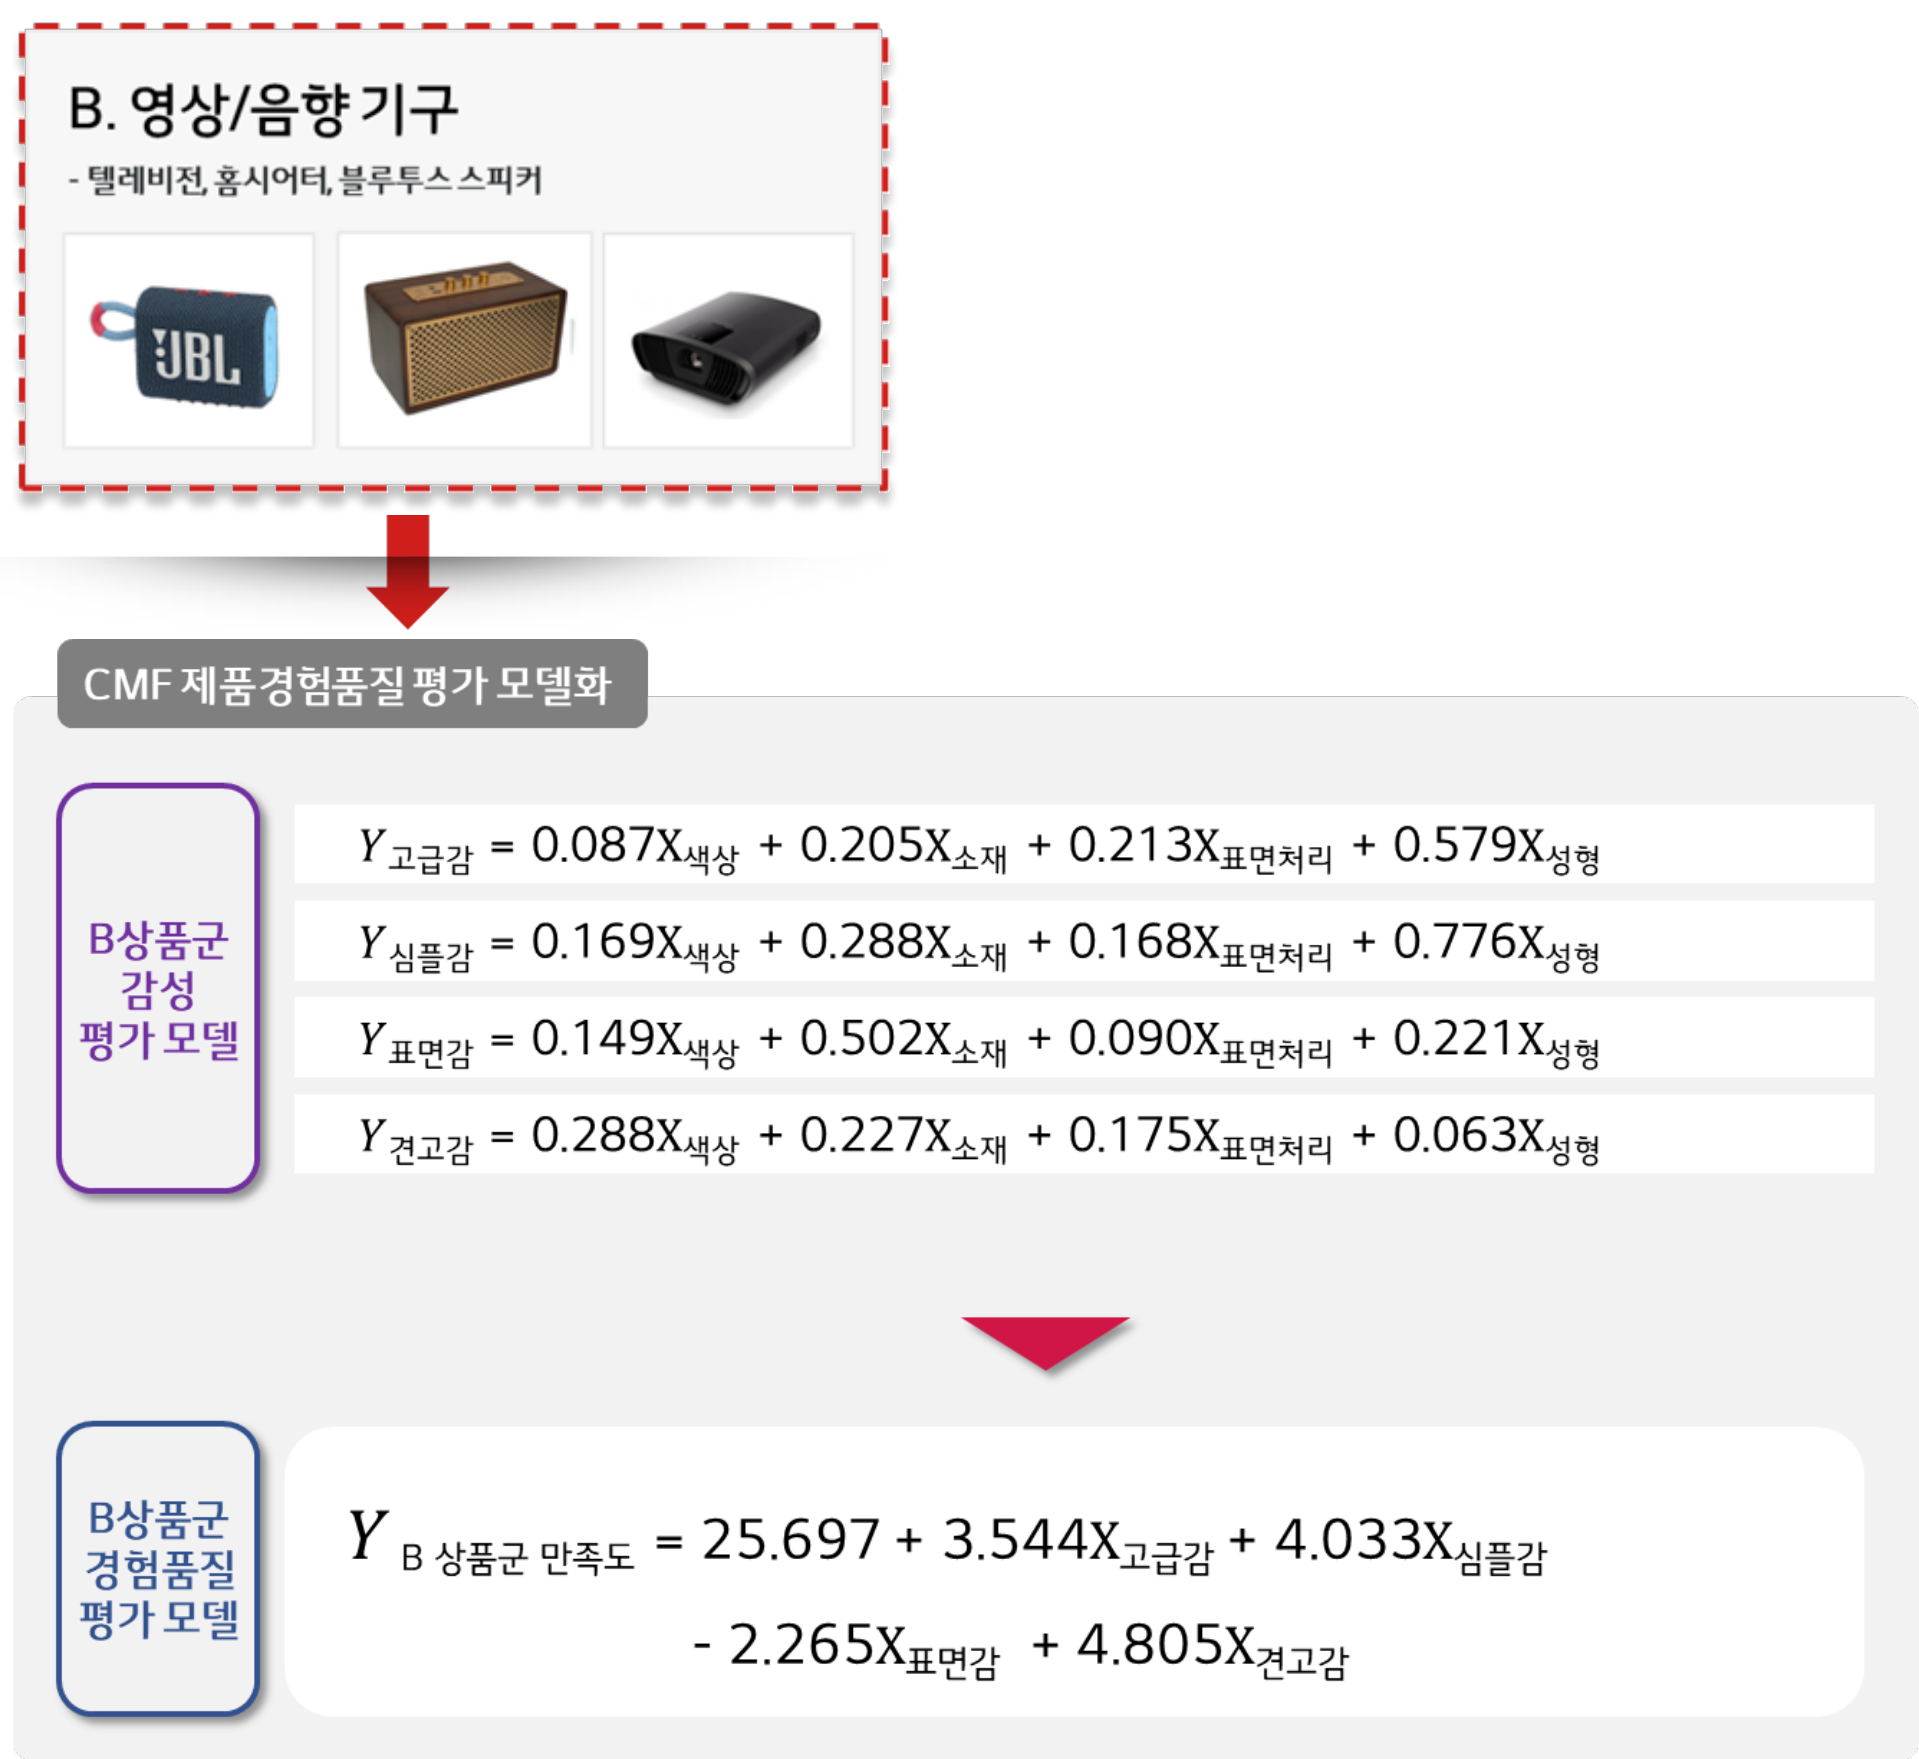 B. 영상/음향 기구
- 텔레비전, 홈시어터, 블루투스 스피커
JBL
CMF 제품경험품질 평가 모델화
B상품군
감성
평가 모델
Y고급감 = 0.087X색상 + 0.205X소재 + 0.213X표면처리 + 0.579X성형
Y심플감 = 0.169X색상 + 0.288X소재 + 0.168X표면처리 + 0.776X성형
Y표면감 = 0.149X색상 + 0.502X소재 + 0.090X표면처리 + 0.221X성형
Y견고감 = 0.288X색상 + 0.227X소재 + 0.175X표면처리 + 0.063X성형
B상품군
경험품질
평가 모델
Y B 상품군 만족도 = 25.697 + 3.544X고급감 + 4.033X심플감
- 2.265X표면감 + 4.805X견고감